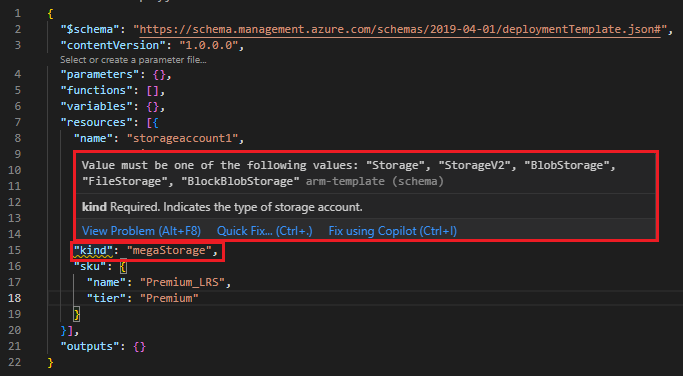 1 {
2 "$schema": "https://schema.management.azure.com/schemas/2019-04-01/deploymentTemplate.json#",
3 "contentVersion": "1.0.0.0",
Select or create a parameter file...
4 "parameters": {},
5 "functions": [],
6 "variables": {},
7 "resources": [{
8 "name": "storageaccount1",
9
10 Value must be one of the following values: "Storage", "StorageV2", "BlobStorage",
11 "FileStorage", "BlockBlobStorage" arm-template (schema)
12 kind Required. Indicates the type of storage account.
13
14 View Problem (Alt+F8) Quick Fix... (Ctrl+.) Fix using Copilot (Ctrl+I)
15 "kind": "megaStorage",
16 "sku": {
17 "name": "Premium_LRS",
18 "tier": "Premium"
19 }
20 }],
21 "outputs": {}
22 }